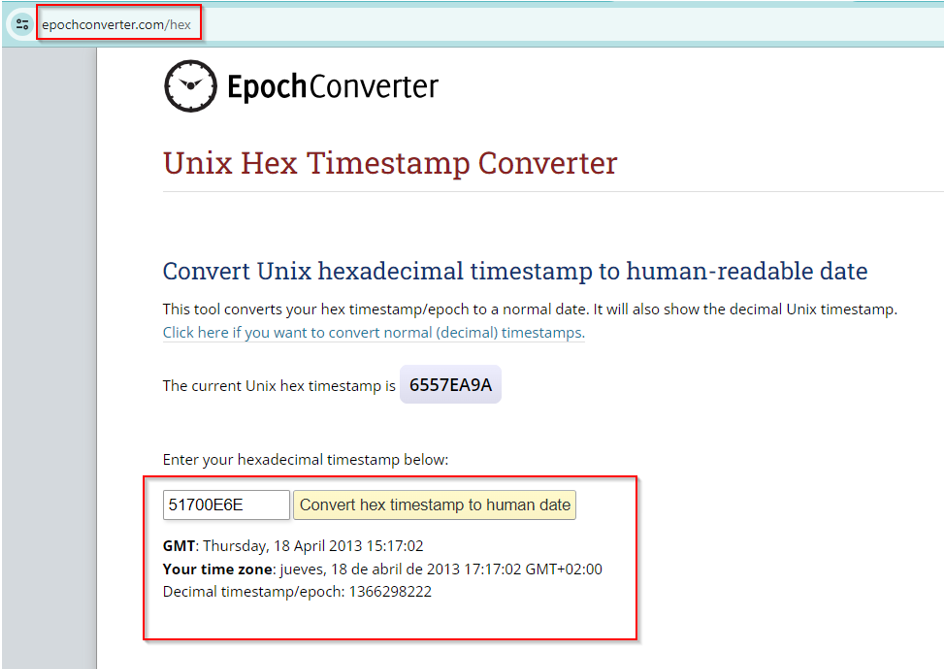 epochconverter.com/hex
EpochConverter
Unix Hex Timestamp Converter
Convert Unix hexadecimal timestamp to human-readable date
This tool converts your hex timestamp/epoch to a normal date. It will also show the decimal Unix timestamp.
Click here if you want to convert normal (decimal) timestamps.
The current Unix hex timestamp is 6557EA9A
Enter your hexadecimal timestamp below:
51700E6E Convert hex timestamp to human date
GMT: Thursday, 18 April 2013 15:17:02
Your time zone: jueves, 18 de abril de 2013 17:17:02 GMT+02:00
Decimal timestamp/epoch: 1366298222